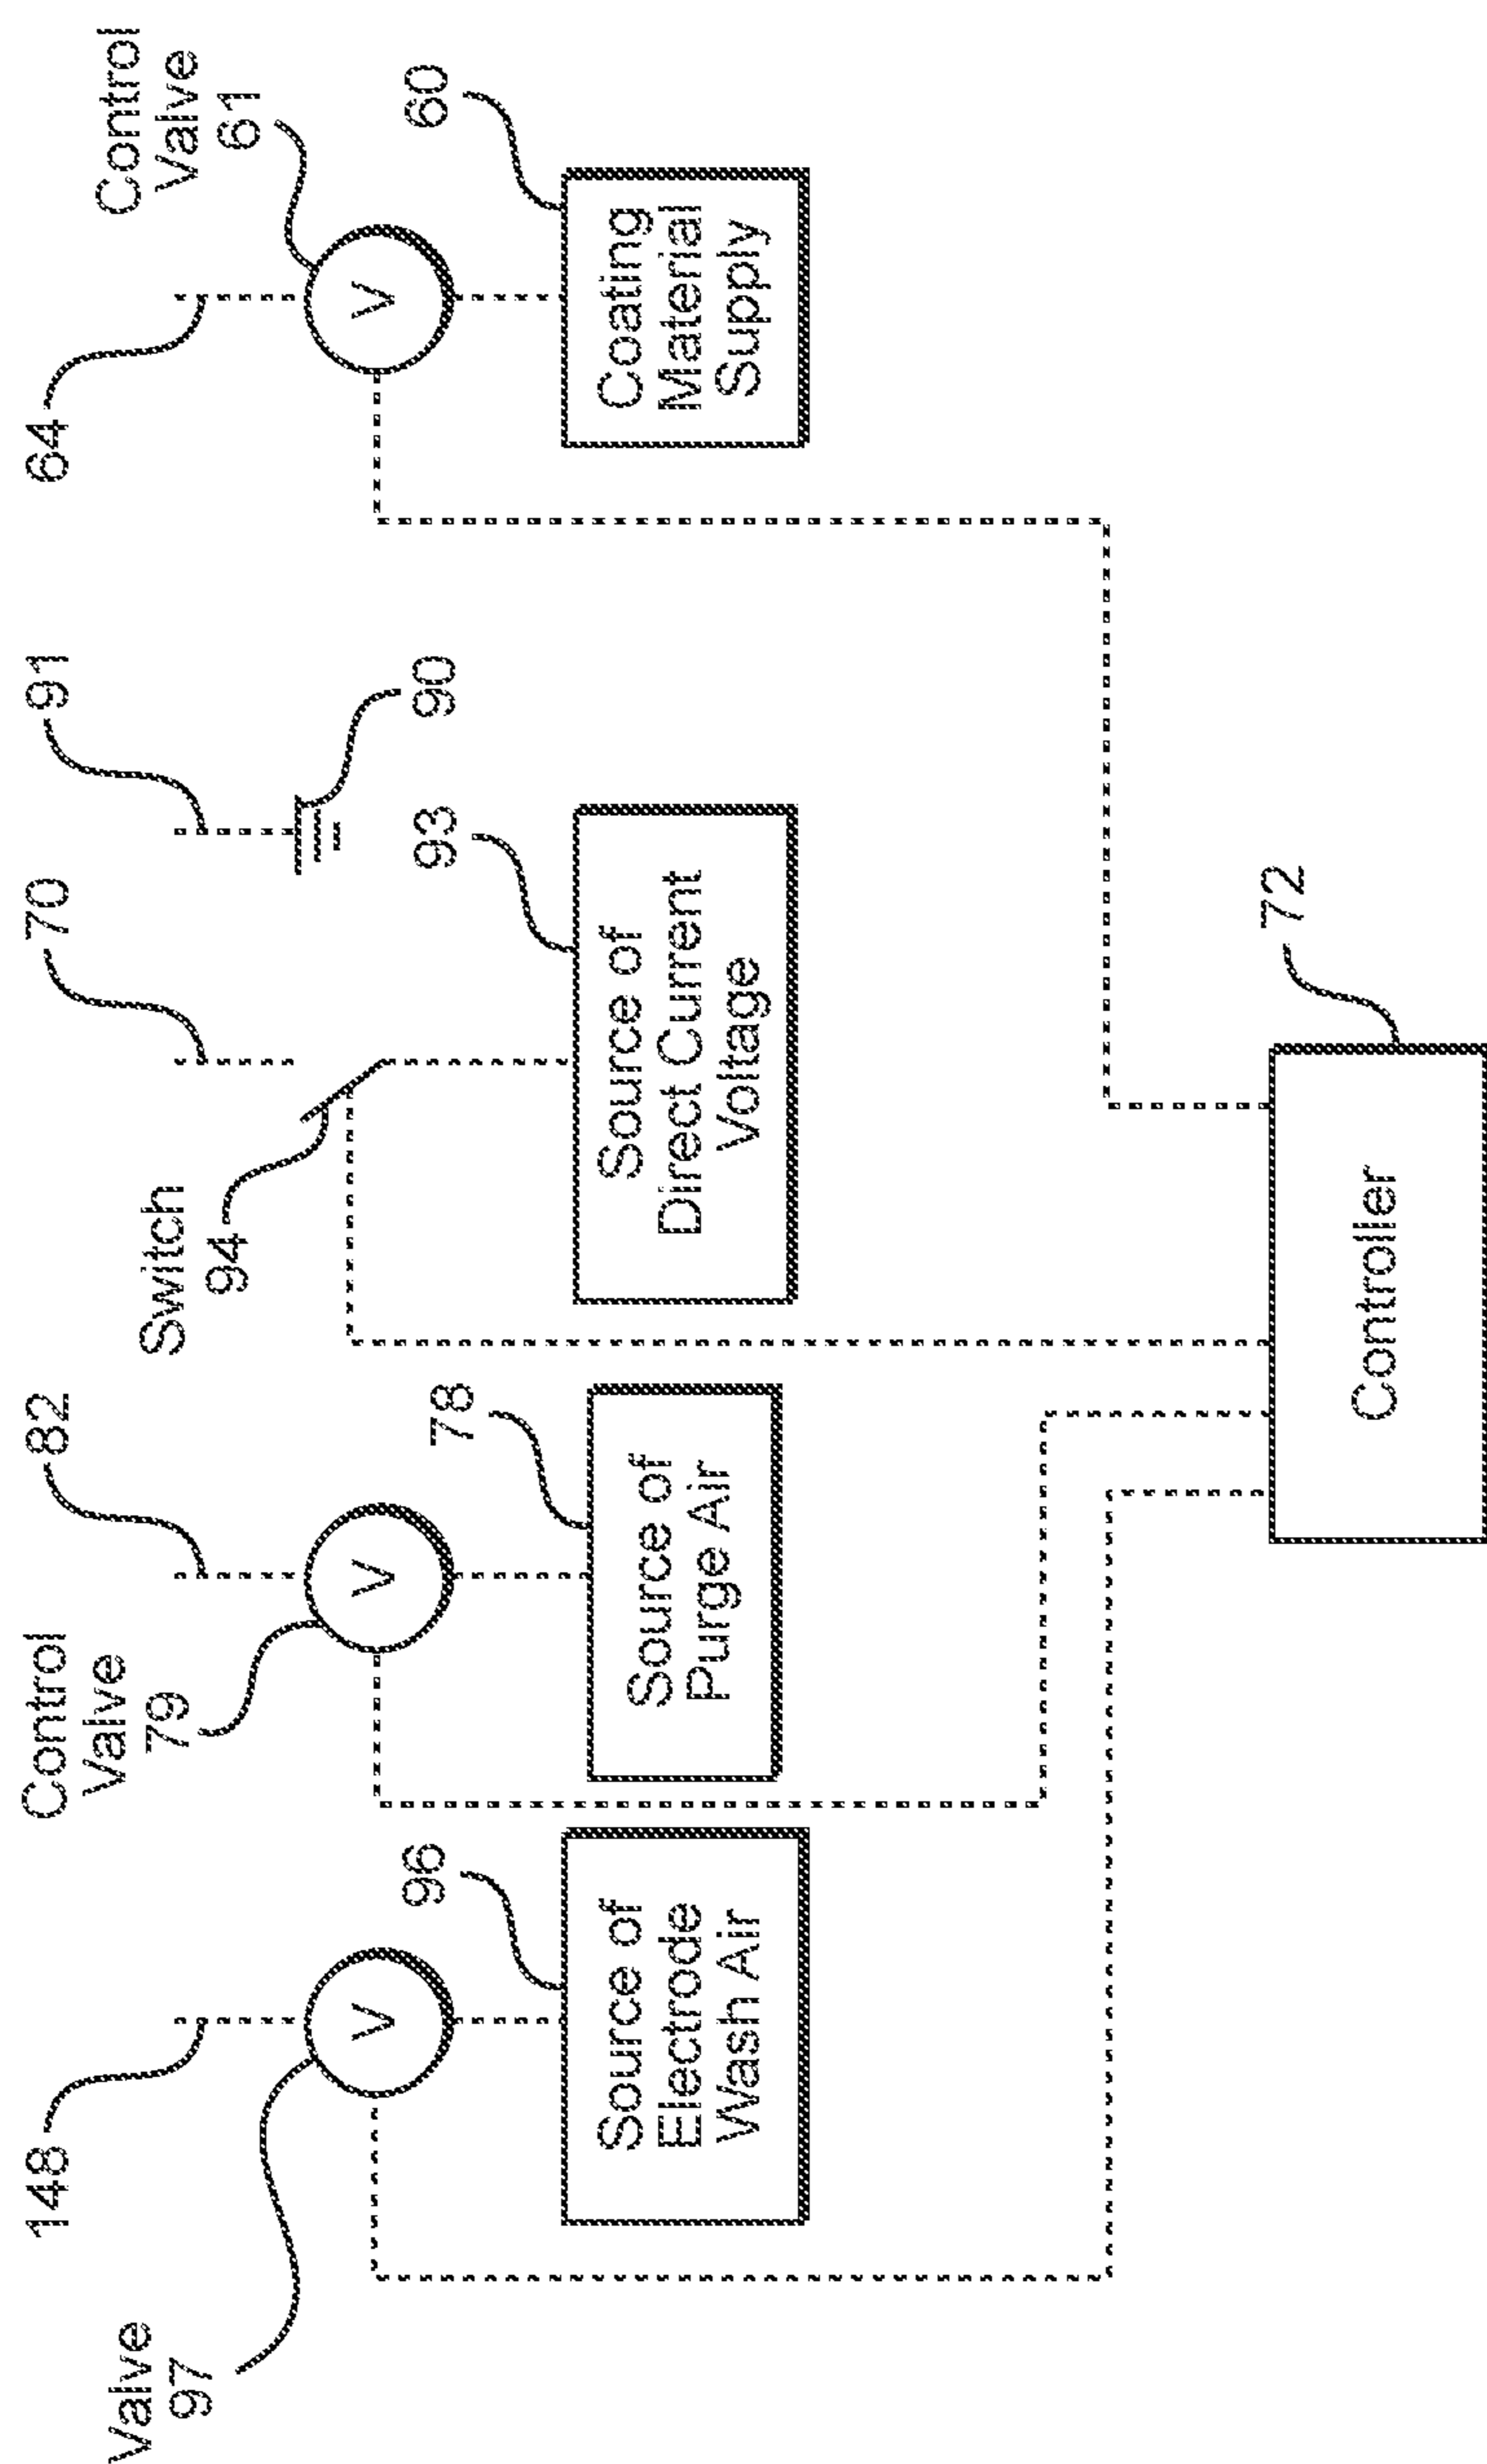 148
82
70
91
64
Valve
97
Control
Valve
79
Switch
94
90
Control
Valve
61
V
V
V
96
78
93
60
Source of
Electrode
Wash Air
Source of
Purge Air
Source of
Direct Current
Voltage
Coating
Material
Supply
72
Controller